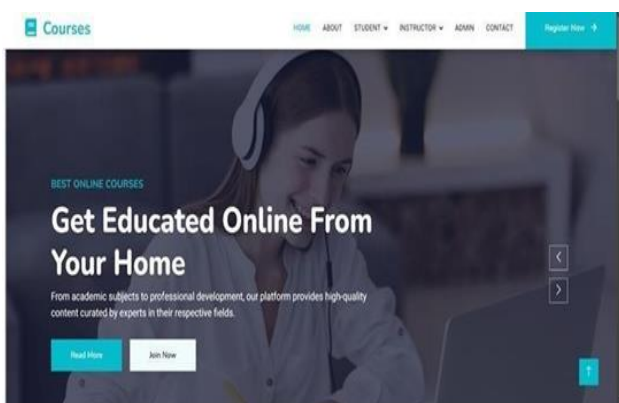 Courses
HOME ABOUT STUDENT INSTRUCTOR ADMIN CONTACT Register Now
BEST ONLINE COURSES
Get Educated Online From
Your Home
From academic subjects to professional development, our platform provides high-quality
content curated by experts in their respective fields.
Read More Join Now